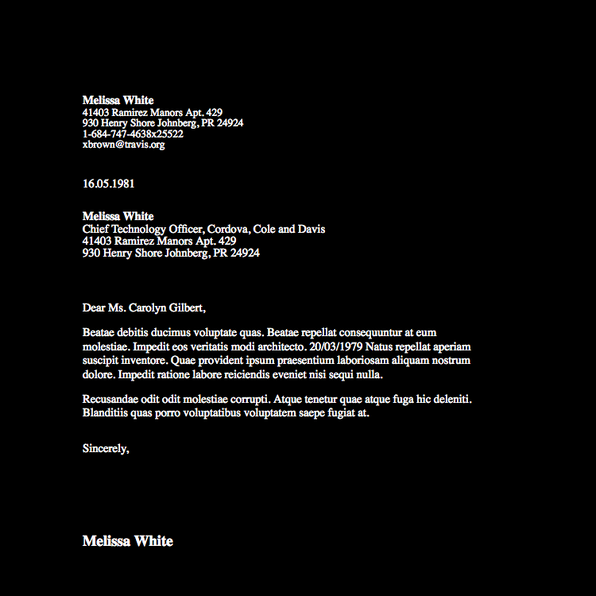 Melissa White
41403 Ramirez Manors Apt. 429
930 Henry Shore Johnberg, PR 24924
1-684-747-4638x25522
xbrown@travis.org
16.05.1981
Melissa White
Chief Technology Officer, Cordova, Cole and Davis
41403 Ramirez Manors Apt. 429
930 Henry Shore Johnberg, PR 24924
Dear Ms. Carolyn Gilbert,
Beatae debitis ducimus voluptate quas. Beatae repellat consequuntur at eum
molestiae. Impedit eos veritatis modi architecto. 20/03/1979 Natus repellat aperiam
suscipit inventore. Quae provident ipsum praesentium laboriosam aliquam nostrum
dolore. Impedit ratione labore reiciendis eveniet nisi sequi nulla.
Recusandae odit odit molestiae corrupti. Atque tenetur quae atque fuga hic deleniti.
Blanditiis quas porro voluptatibus voluptatem saepe fugiat at.
Sincerely,
Melissa White